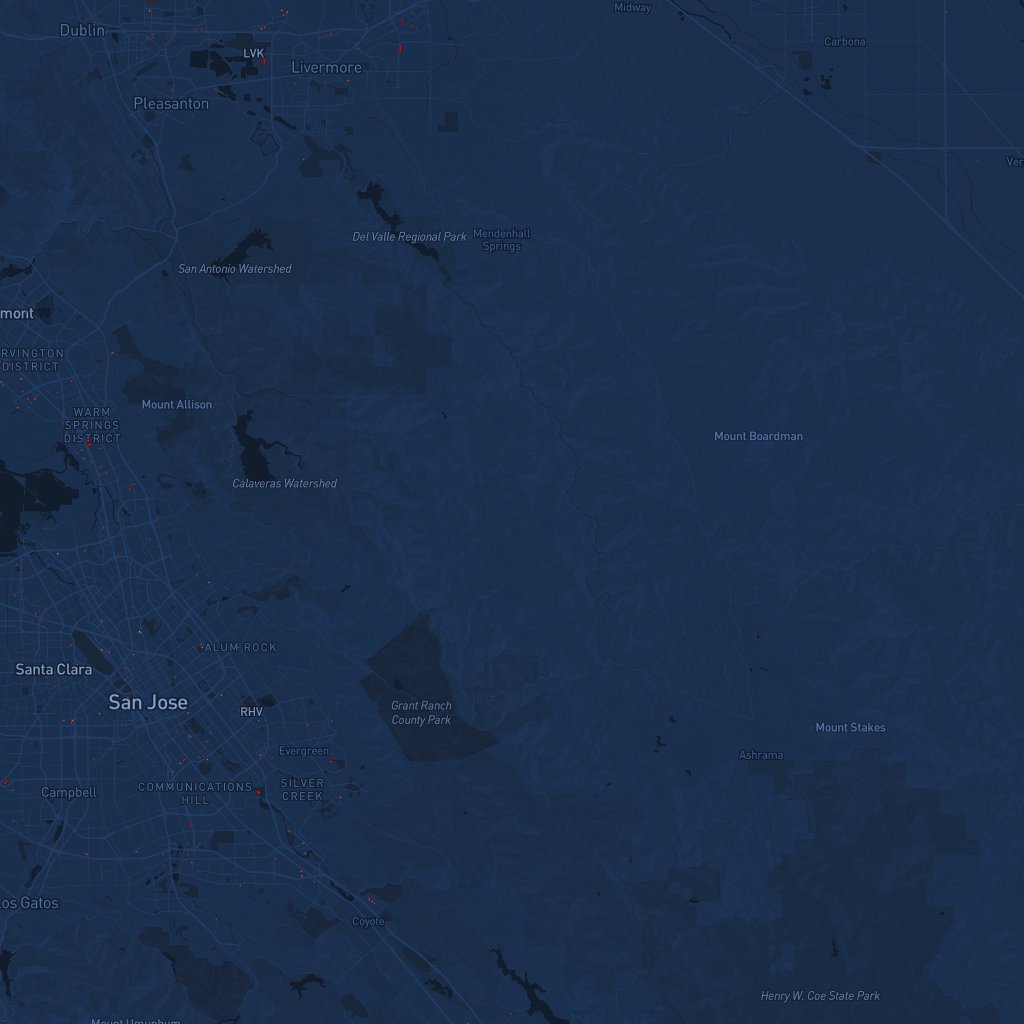 Midway
Dublin
Carbona
LVK
Livermore
Pleasanton
Ver
Del Valle Regional Park
Mendenhall
Springs
San Antonio Watershed
mont
RVINGTON
DISTRICT
Mount Allison
WARM
SPRINGS
DISTRICT
Mount Boardman
Calaveras Watershed
ALUM ROCK
Santa Clara
San Jose
RHV
Grant Ranch
County Park
Mount Stakes
Evergreen
Ashrama
COMMUNICATIONS
HILL
SILVER
CREEK
Campbell
Los Gatos
Coyote
Henry W. Coe State Park
Mount Umunhum